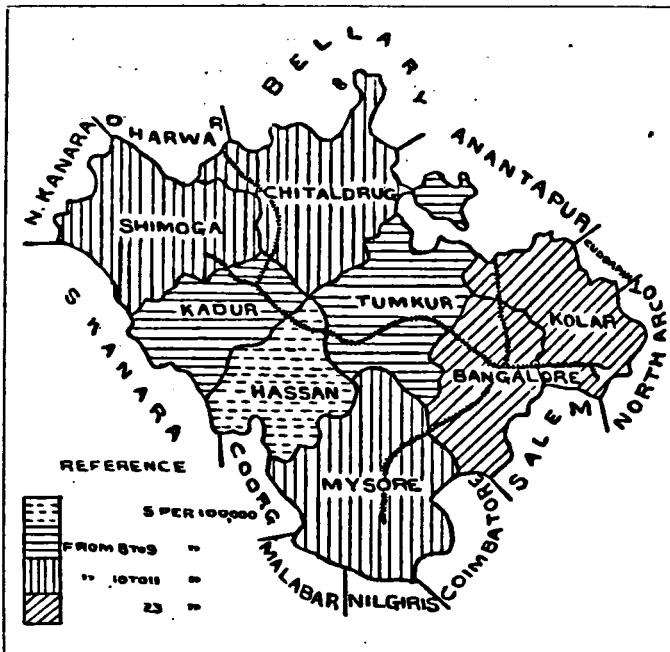 BELLARY
DHARWAR
N. KANARA
ANANTAPUR
CHITALDRUG
SHIMOGA
CUDDAPAH
NORTH ARCOT
KADUR
TUMKUR
KOLAR
S KANARA
HASSAN
BANGALORE
SALEM
COORG
MYSORE
COIMBATORE
MALABAR
NILGIRIS
REFERENCE
5 PER 100,000
FROM 8 TO 9 "
" 10 TO 11 "
23 "